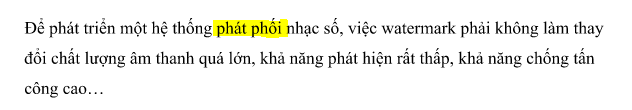 Để phát triển một hệ thống phát phối nhạc số, việc watermark phải không làm thay
đổi chất lượng âm thanh quá lớn, khả năng phát hiện rất thấp, khả năng chống tấn
công cao…